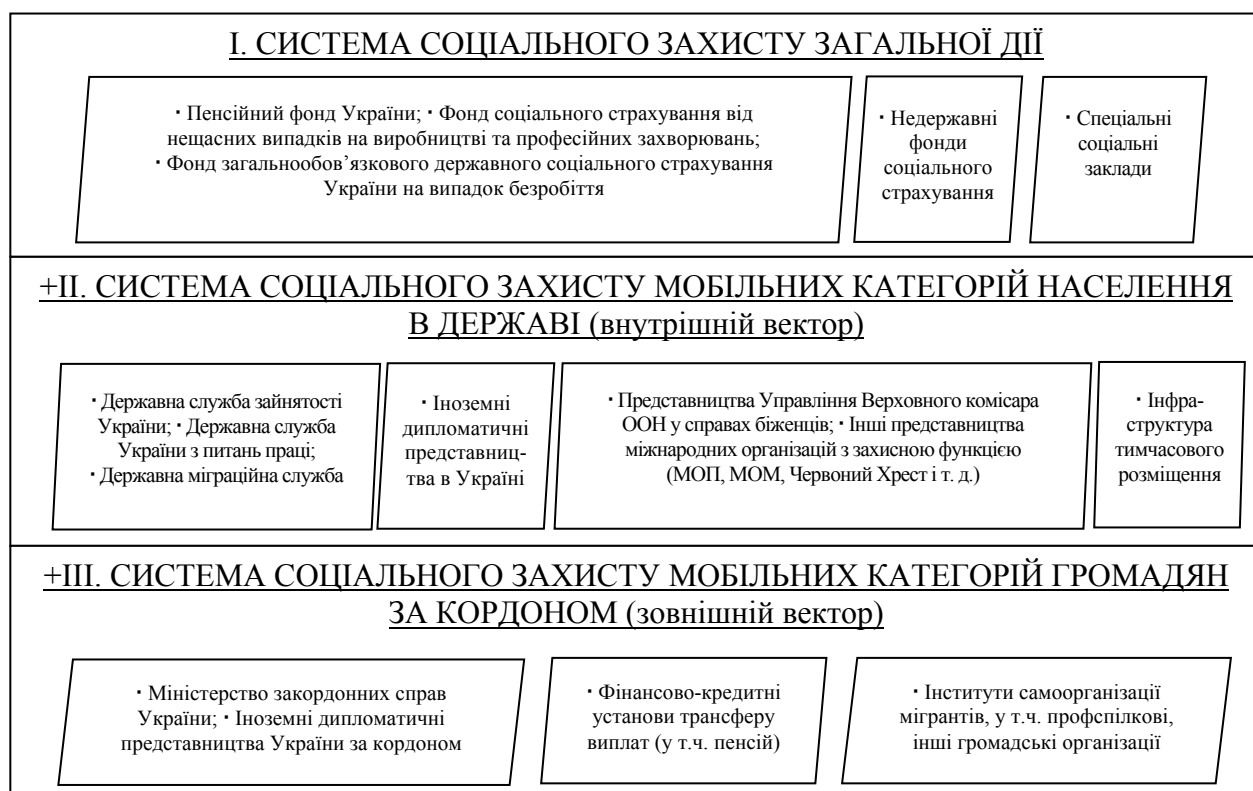 І. СИСТЕМА СОЦІАЛЬНОГО ЗАХИСТУ ЗАГАЛЬНОЇ ДІЇ
· Пенсійний фонд України; · Фонд соціального страхування від
нещасних випадків на виробництві та професійних захворювань;
· Фонд загальнообов’язкового державного соціального страхування
України на випадок безробіття
· Недержавні
фонди
соціального
страхування
· Спеціальні
соціальні
заклади
+ІІ. СИСТЕМА СОЦІАЛЬНОГО ЗАХИСТУ МОБІЛЬНИХ КАТЕГОРІЙ НАСЕЛЕННЯ
В ДЕРЖАВІ (внутрішній вектор)
· Державна служба зайнятості
України; · Державна служба
України з питань праці;
· Державна міграційна служба
· Іноземні
дипломатичні
представниц-
тва в Україні
· Представництва Управління Верховного комісара
ООН у справах біженців; · Інші представництва
міжнародних організацій з захисною функцією
(МОП, МОМ, Червоний Хрест і т. д.)
· Інфра-
структура
тимчасового
розміщення
+ІІІ. СИСТЕМА СОЦІАЛЬНОГО ЗАХИСТУ МОБІЛЬНИХ КАТЕГОРІЙ ГРОМАДЯН
ЗА КОРДОНОМ (зовнішній вектор)
· Міністерство закордонних справ
України; · Іноземні дипломатичні
представництва України за кордоном
· Фінансово-кредитні
установи трансферу
виплат (у т.ч. пенсій)
· Інститути самоорганізації
мігрантів, у т.ч. профспілкові,
інші громадські організації